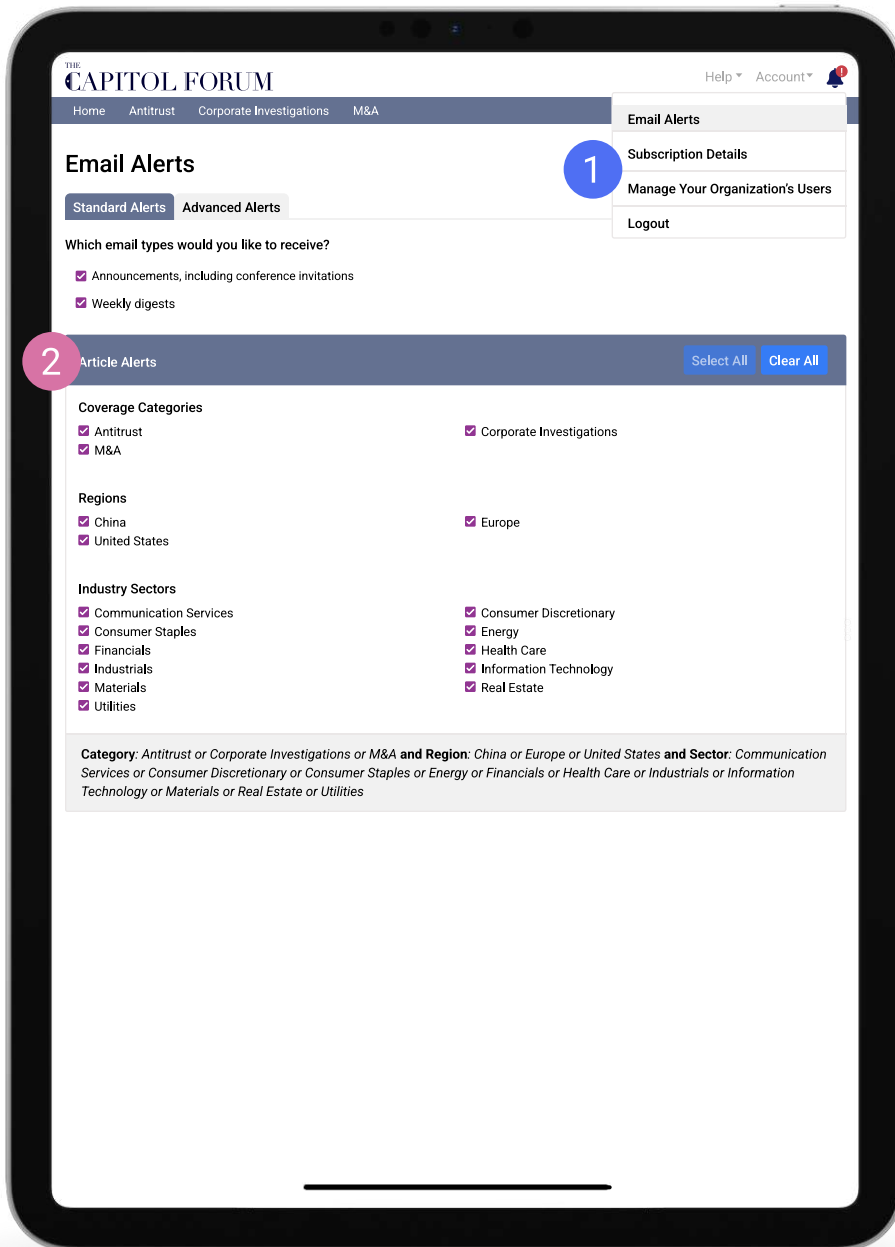 THE
CAPITOL FORUM
Help Account !
Home Antitrust Corporate Investigations M&A
Email Alerts
Subscription Details
Manage Your Organization's Users
Logout
1
Email Alerts
Standard Alerts Advanced Alerts
Which email types would you like to receive?
Announcements, including conference invitations
Weekly digests
2
Article Alerts Select All Clear All
Coverage Categories
Antitrust Corporate Investigations
M&A
Regions
China Europe
United States
Industry Sectors
Communication Services Consumer Discretionary
Consumer Staples Energy
Financials Health Care
Industrials Information Technology
Materials Real Estate
Utilities
Category: Antitrust or Corporate Investigations or M&A and Region: China or Europe or United States and Sector: Communication
Services or Consumer Discretionary or Consumer Staples or Energy or Financials or Health Care or Industrials or Information
Technology or Materials or Real Estate or Utilities